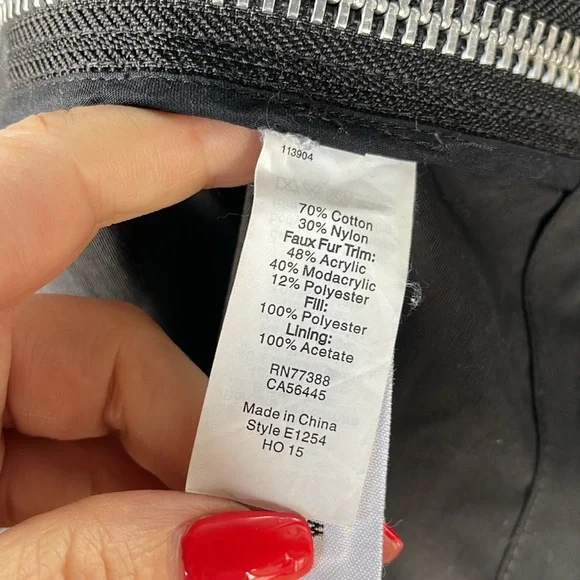 113904
70% Cotton
30% Nylon
Faux Fur Trim:
48% Acrylic
40% Modacrylic
12% Polyester
Fill:
100% Polyester
Lining:
100% Acetate
RN77388
CA56445
Made in China
Style E1254
HO 15